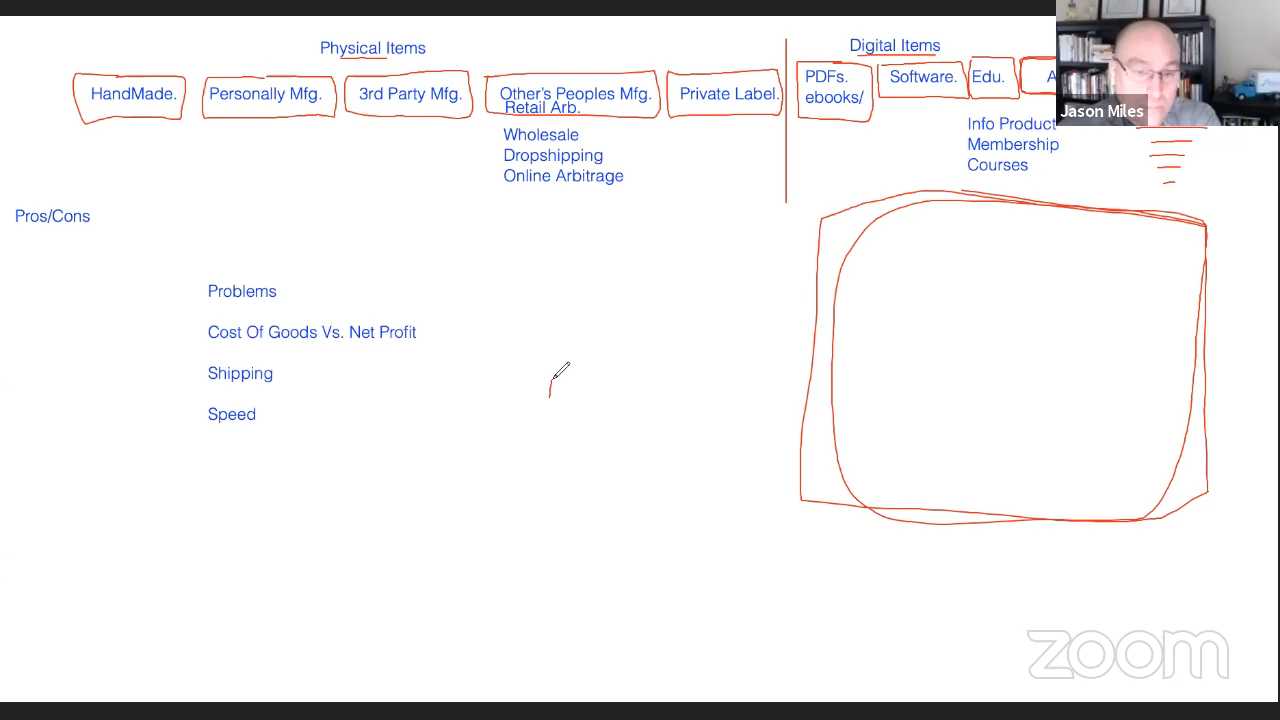 Physical Items
Digital Items
HandMade.
Personally Mfg.
3rd Party Mfg.
Other's Peoples Mfg.
Retail Arb.
Private Label.
PDFs.
ebooks/
Software.
Edu.
A
Jason Miles
Wholesale
Dropshipping
Online Arbitrage
Info Product
Membership
Courses
Pros/Cons
Problems
Cost Of Goods Vs. Net Profit
Shipping
Speed
zoom